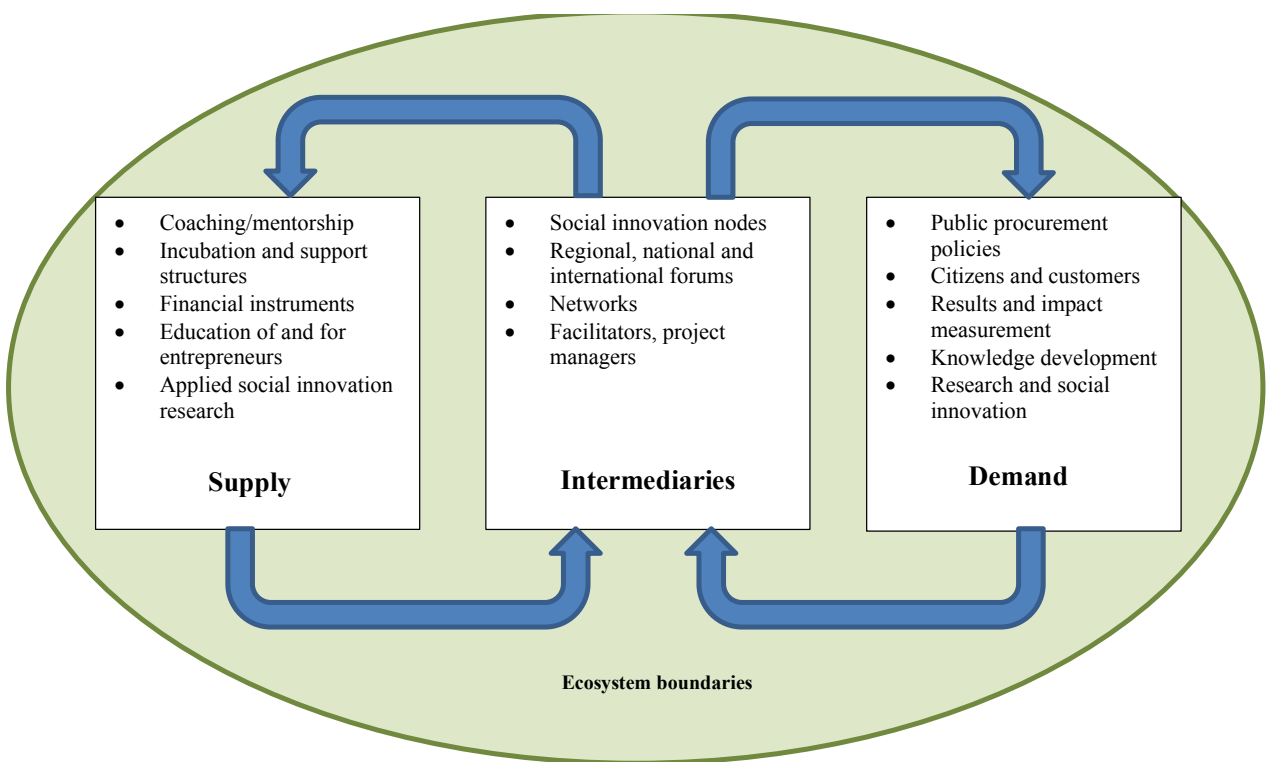 • Coaching/mentorship
• Incubation and support
structures
• Financial instruments
• Education of and for
entrepreneurs
• Applied social innovation
research
Supply
• Social innovation nodes
• Regional, national and
international forums
• Networks
• Facilitators, project
managers
Intermediaries
• Public procurement
policies
• Citizens and customers
• Results and impact
measurement
• Knowledge development
• Research and social
innovation
Demand
Ecosystem boundaries